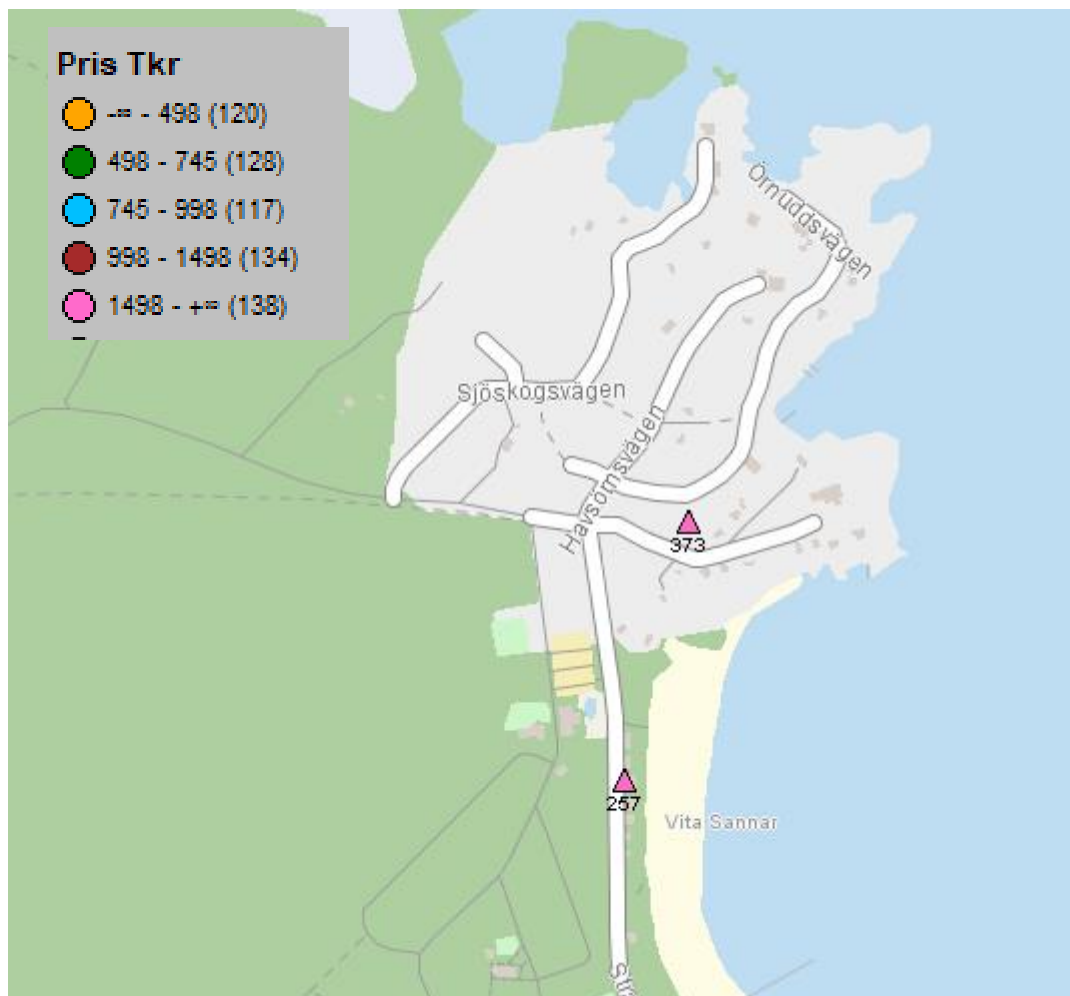 Pris Tkr
-∞ - 498 (120)
498 - 745 (128)
745 - 998 (117)
998 - 1498 (134)
1498 - +∞ (138)
Örnuddsvägen
Sjöskogsvägen
Havsörnsvägen
373
257
Vita Sannar
Str